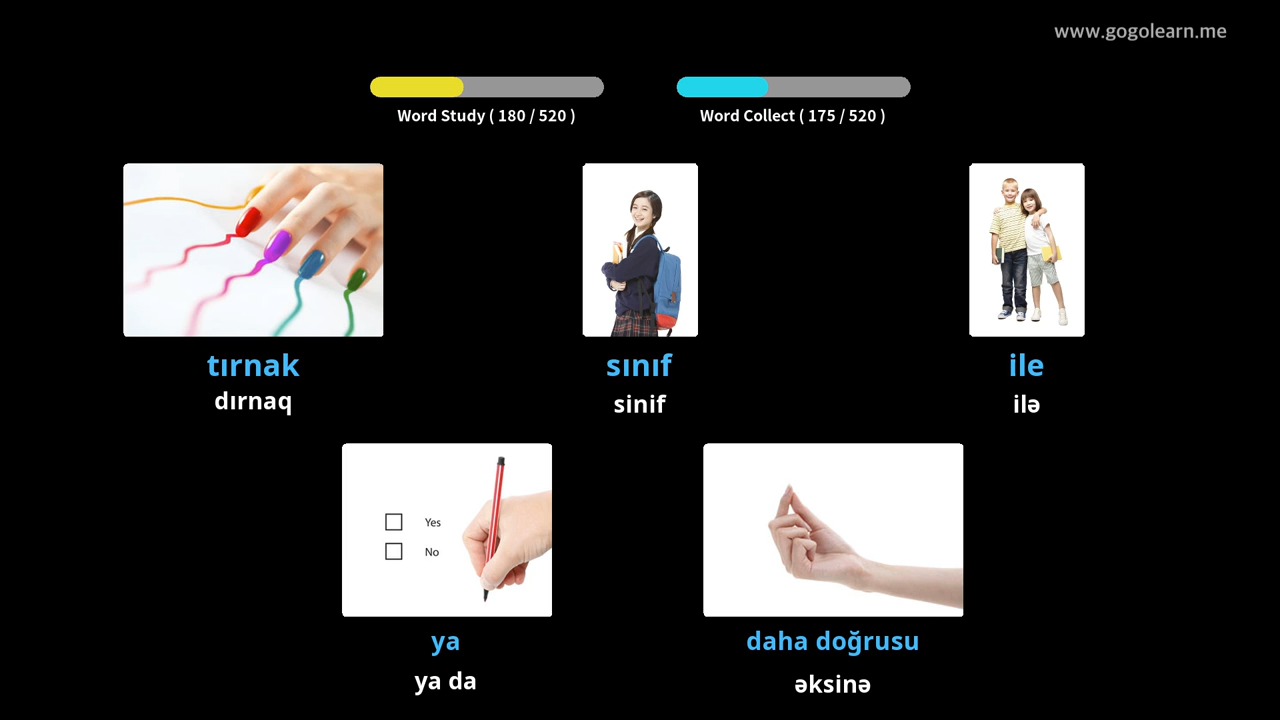 www.gogolearn.me
Word Study ( 180 / 520 )
Word Collect ( 175 / 520 )
tırnak
dırnaq
sınıf
sinif
ile
ilə
Yes
No
ya
ya da
daha doğrusu
əksinə